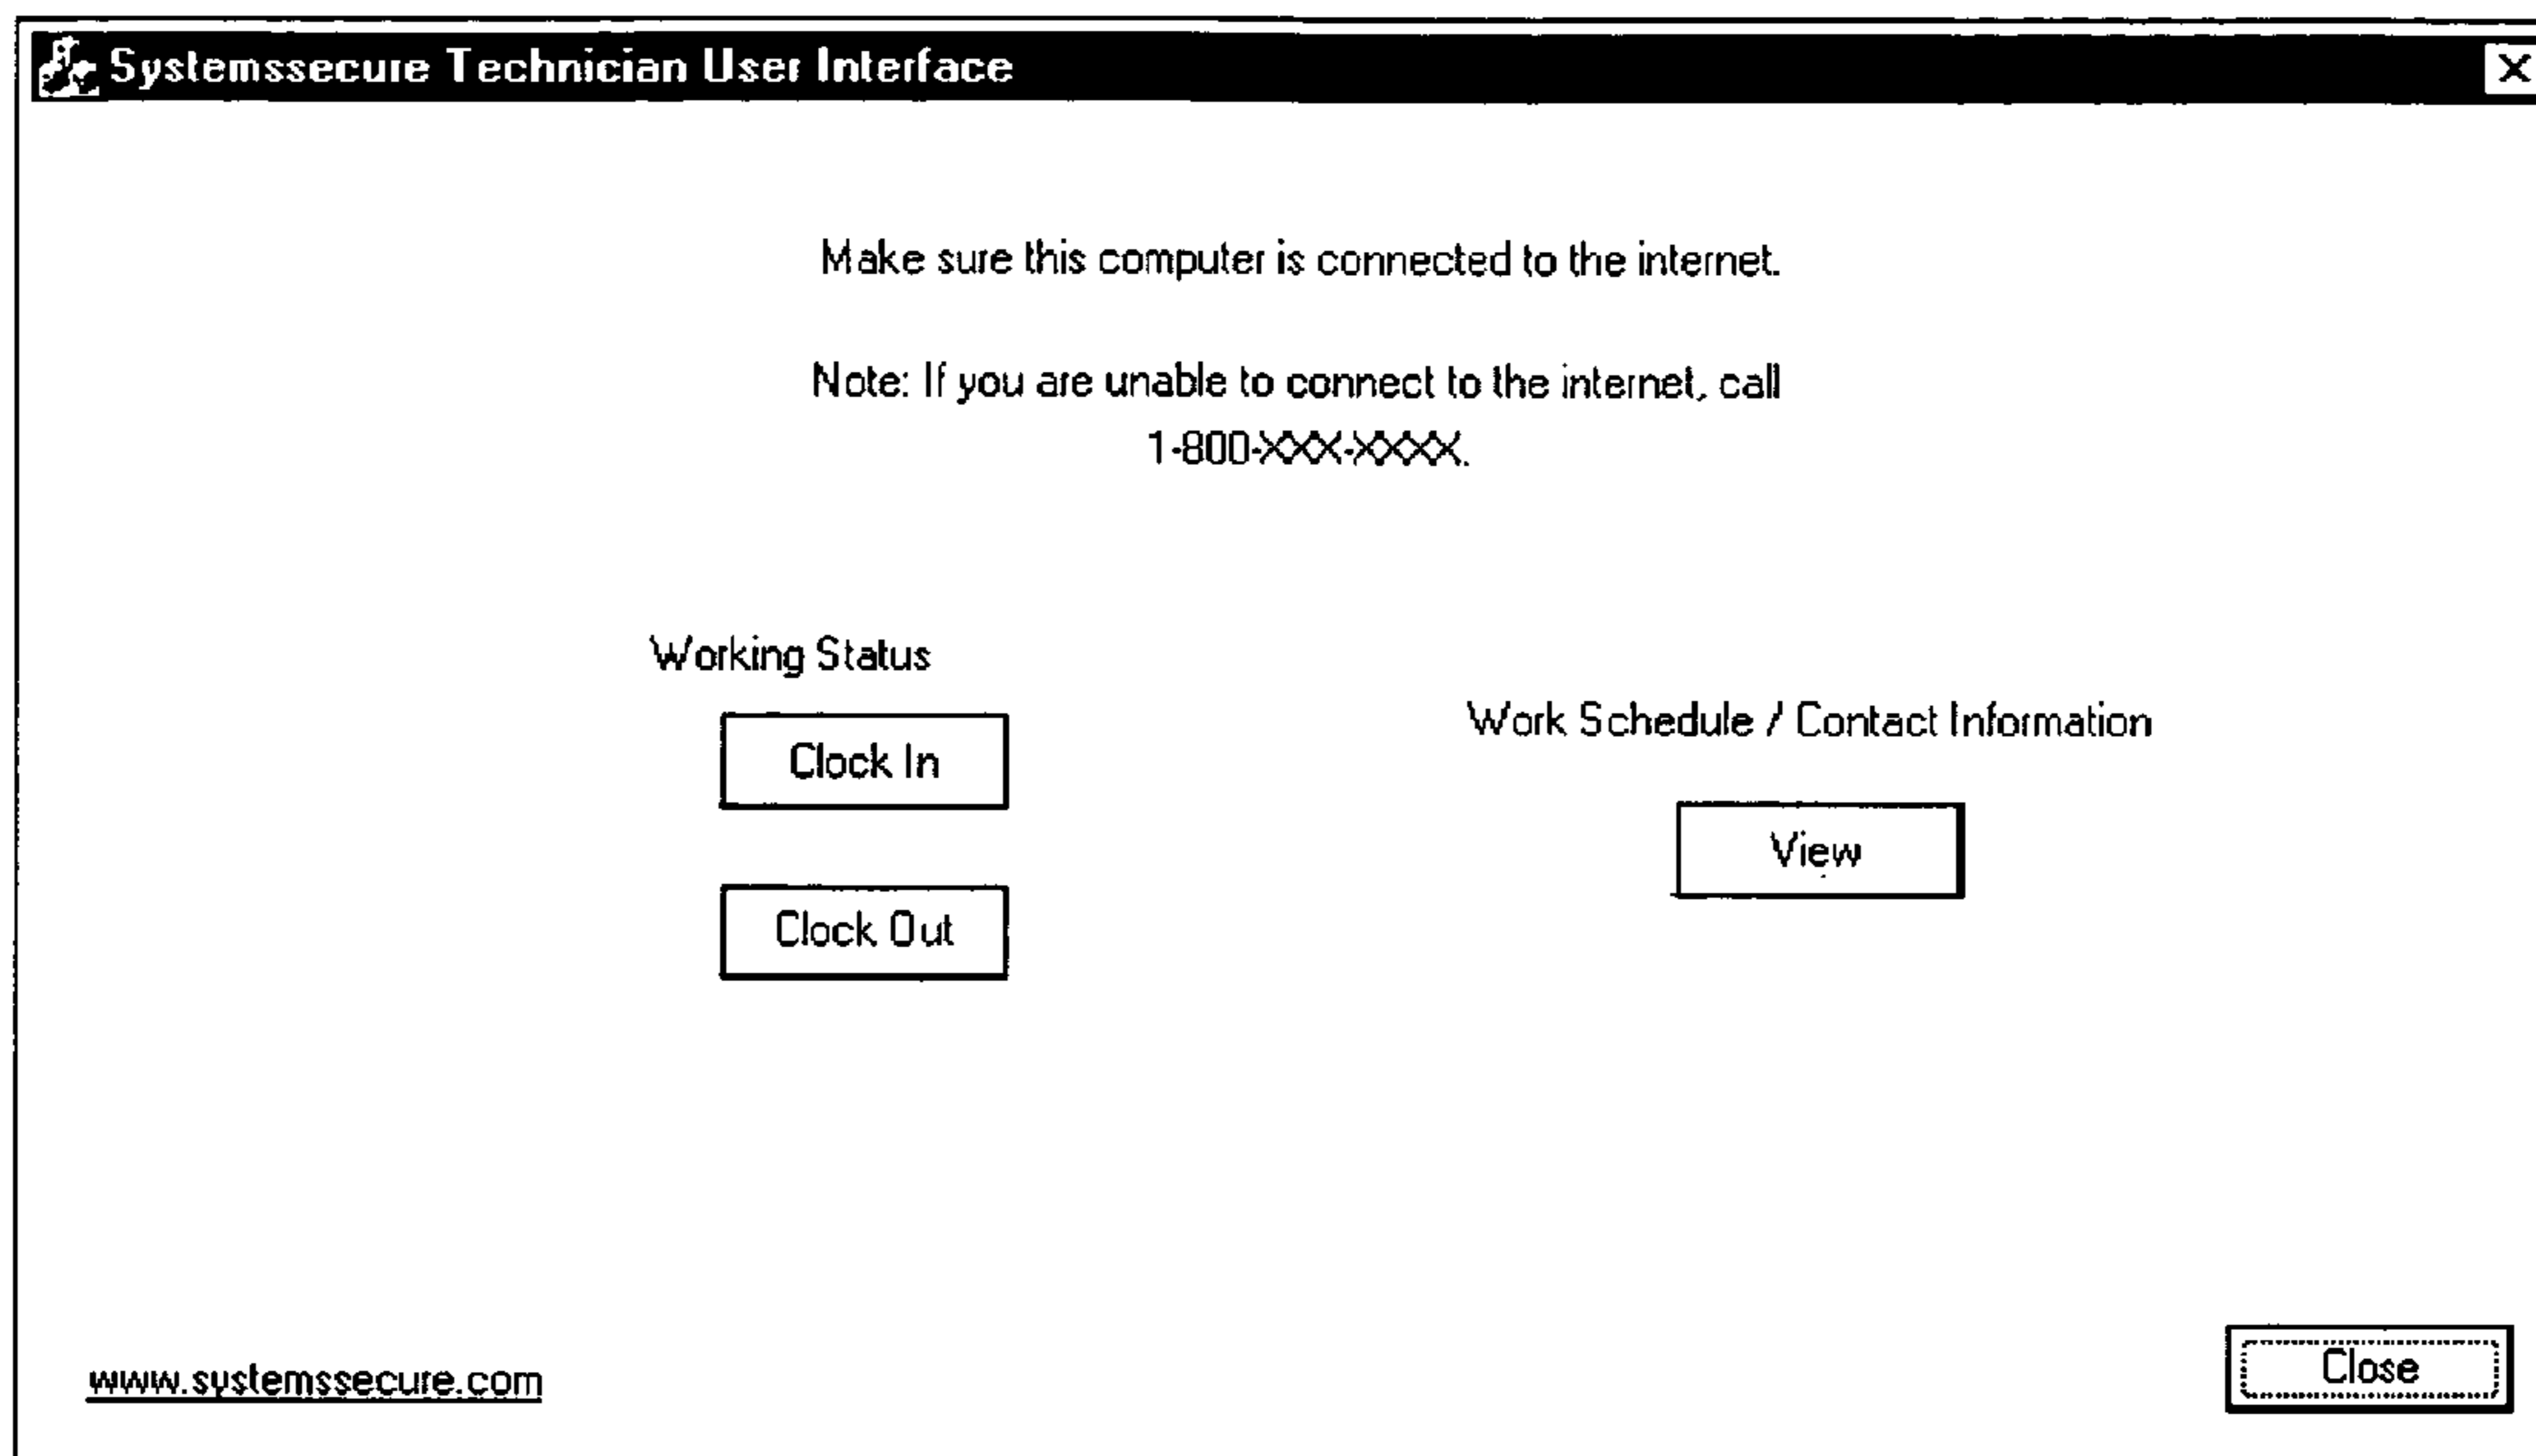 Systemssecure Technician User Interface
Make sure this computer is connected to the internet.
Note: If you are unable to connect to the internet, call
1-800-XXX-XXXX.
Working Status
Work Schedule / Contact Information
Clock In
View
Clock Out
www.systemssecure.com
Close